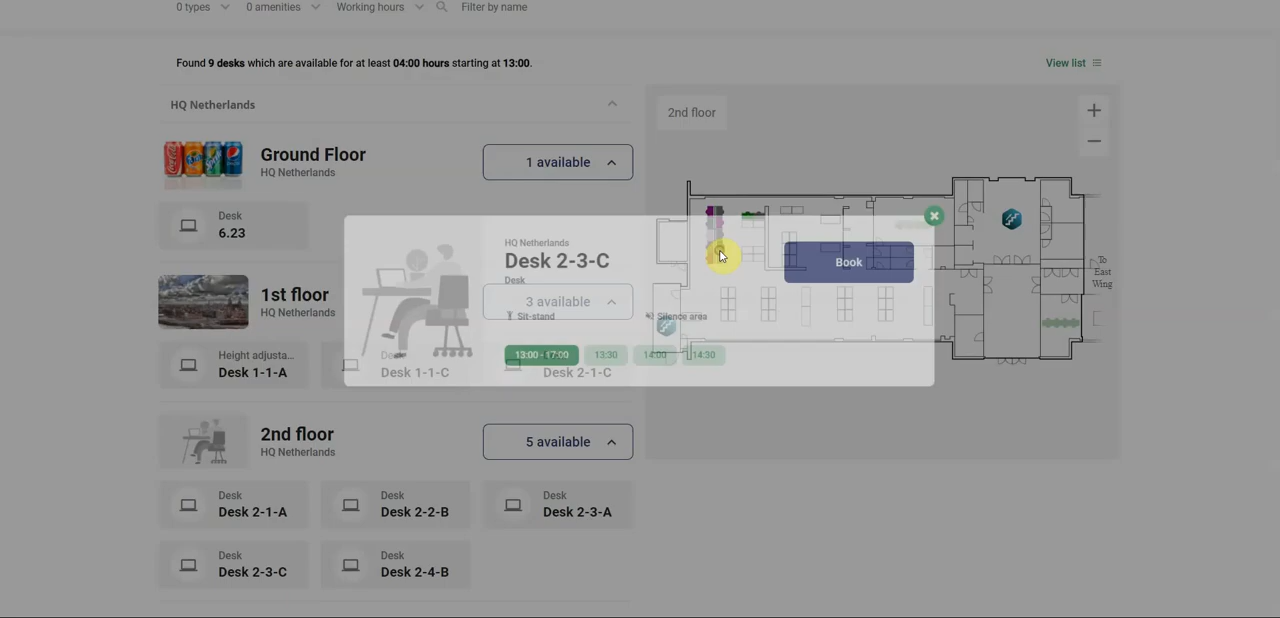 0 types
0 amenities
Working hours
Filter by name
Found 9 desks which are available for at least 04:00 hours starting at 13:00.
View list
HQ Netherlands
2nd floor
Ground Floor
HQ Netherlands
1 available
Desk
6.23
HQ Netherlands
Desk 2-3-C
Desk
Book
Sit-stand
Silence area
13:00 - 17:00
13:30
14:00
14:30
To
East
Wing
1st floor
HQ Netherlands
3 available
Height adjusta...
Desk 1-1-A
Desk
Desk 1-1-C
Desk 2-1-C
2nd floor
HQ Netherlands
5 available
Desk
Desk 2-1-A
Desk
Desk 2-2-B
Desk
Desk 2-3-A
Desk
Desk 2-3-C
Desk
Desk 2-4-B